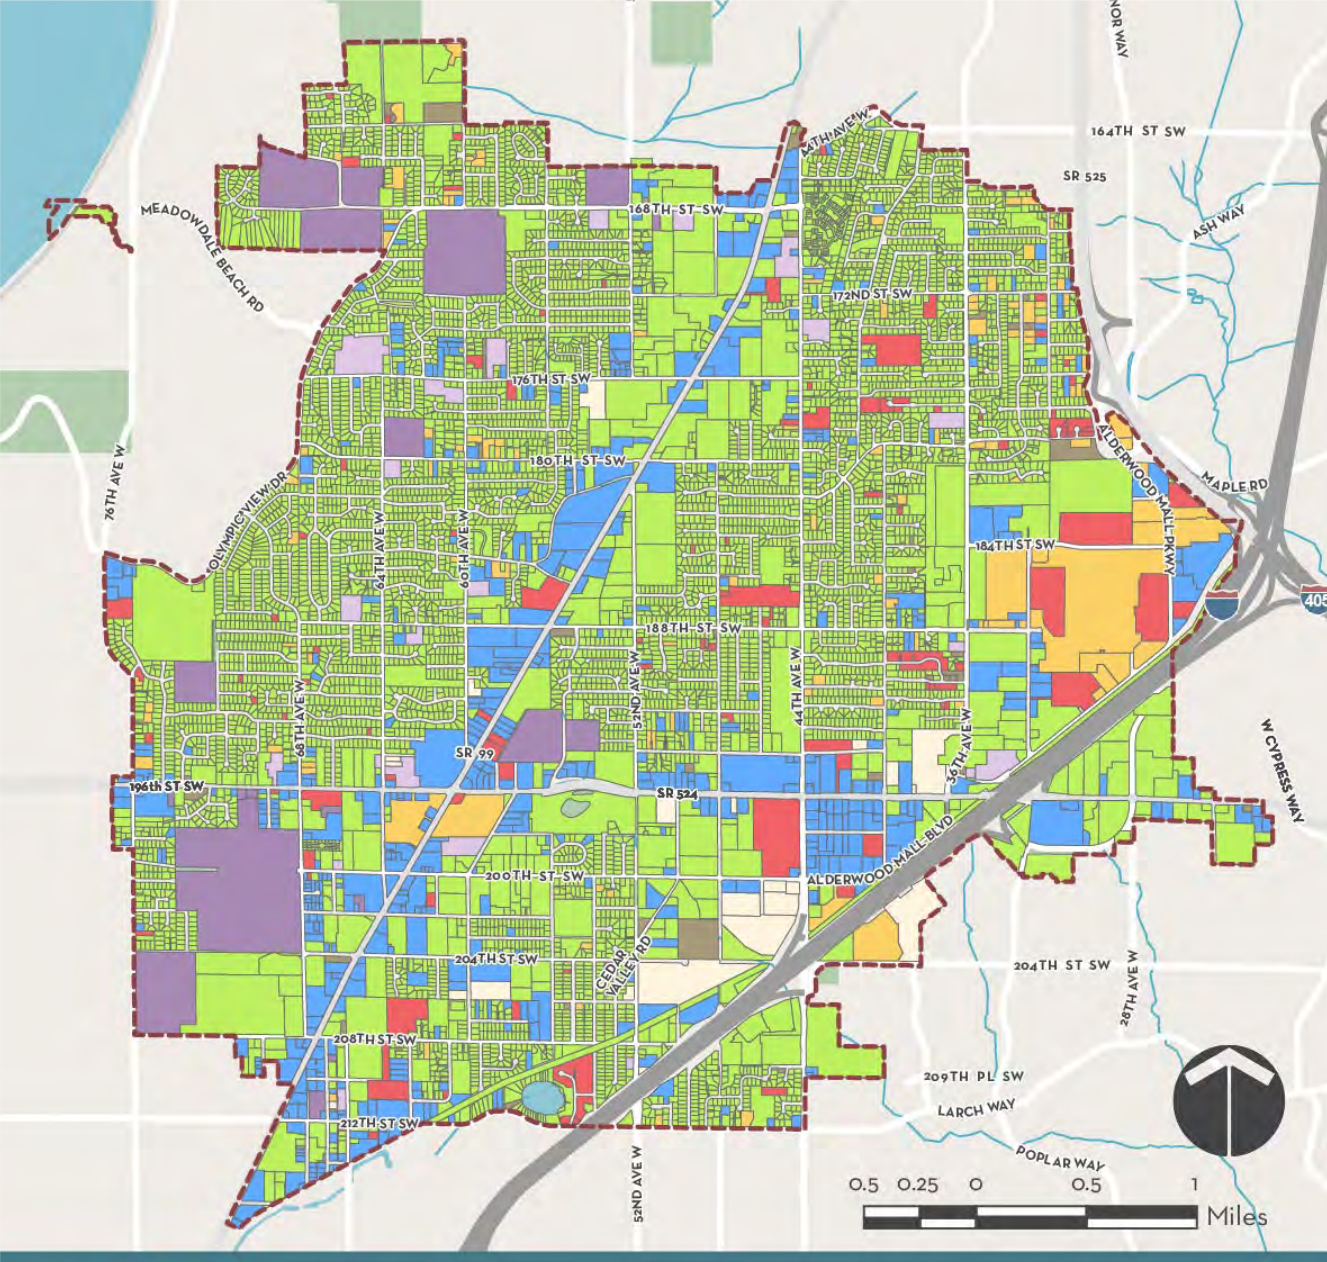 NOR WAY
44TH AVE W
164TH ST SW
SR 525
MEADOWDALE BEACH RD
168TH ST SW
ASH WAY
172ND ST SW
176TH ST SW
76TH AVE W
OLYMPIC VIEW DR
180TH ST SW
ALDERWOOD MALL PKWY
MAPLE RD
64TH AVE W
60TH AVE W
184TH ST SW
405
188TH ST SW
68TH AVE W
52ND AVE W
44TH AVE W
36TH AVE W
W CYPRESS WAY
SR 99
196th ST SW
SR 524
ALDERWOOD MALL BLVD
200TH ST SW
204TH ST SW
CEDAR
VALLEY RD
204TH ST SW
28TH AVE W
208TH ST SW
209TH PL SW
LARCH WAY
212TH ST SW
POPLAR WAY
52ND AVE W
0.5 0.25 0 0.5 1
Miles